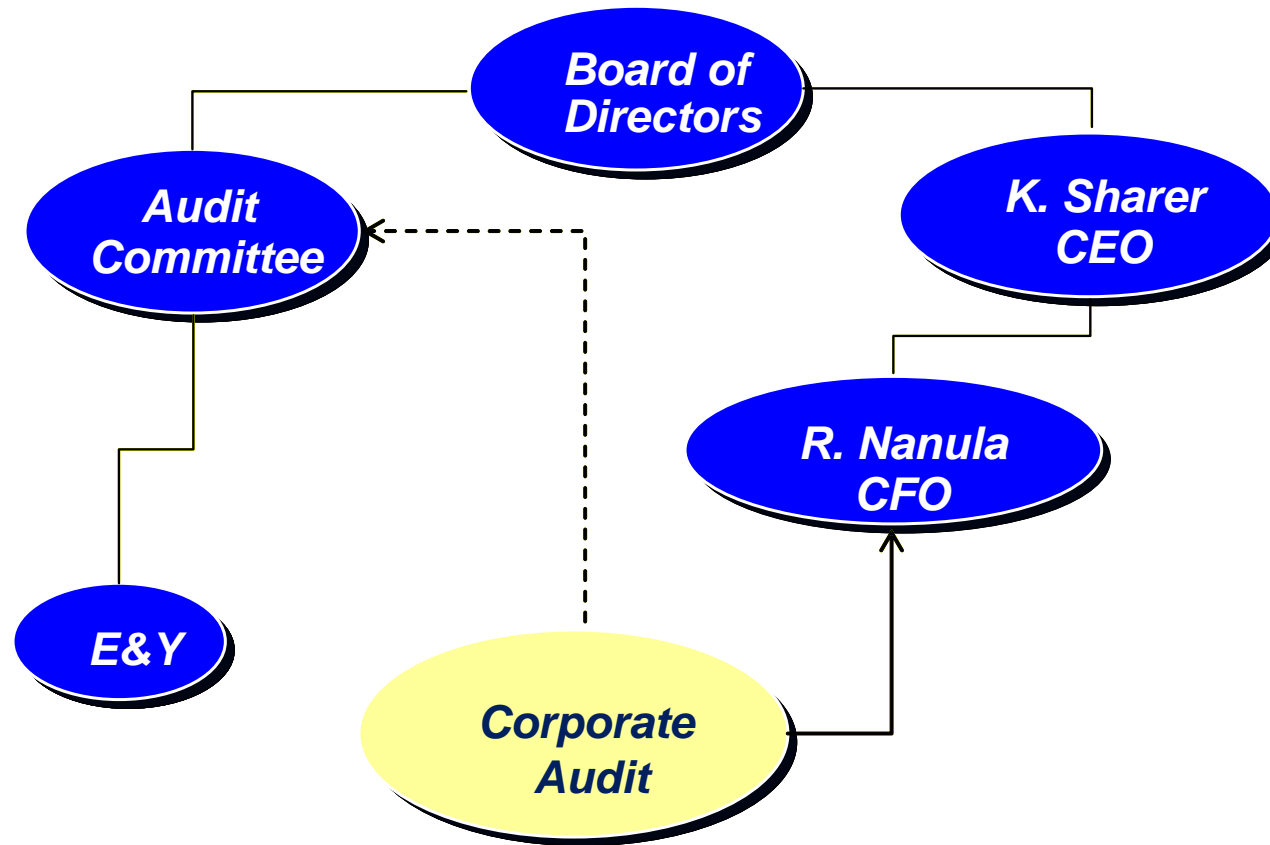 Board of
Directors
Audit
Committee
K. Sharer
CEO
R. Nanula
CFO
E&Y
Corporate
Audit